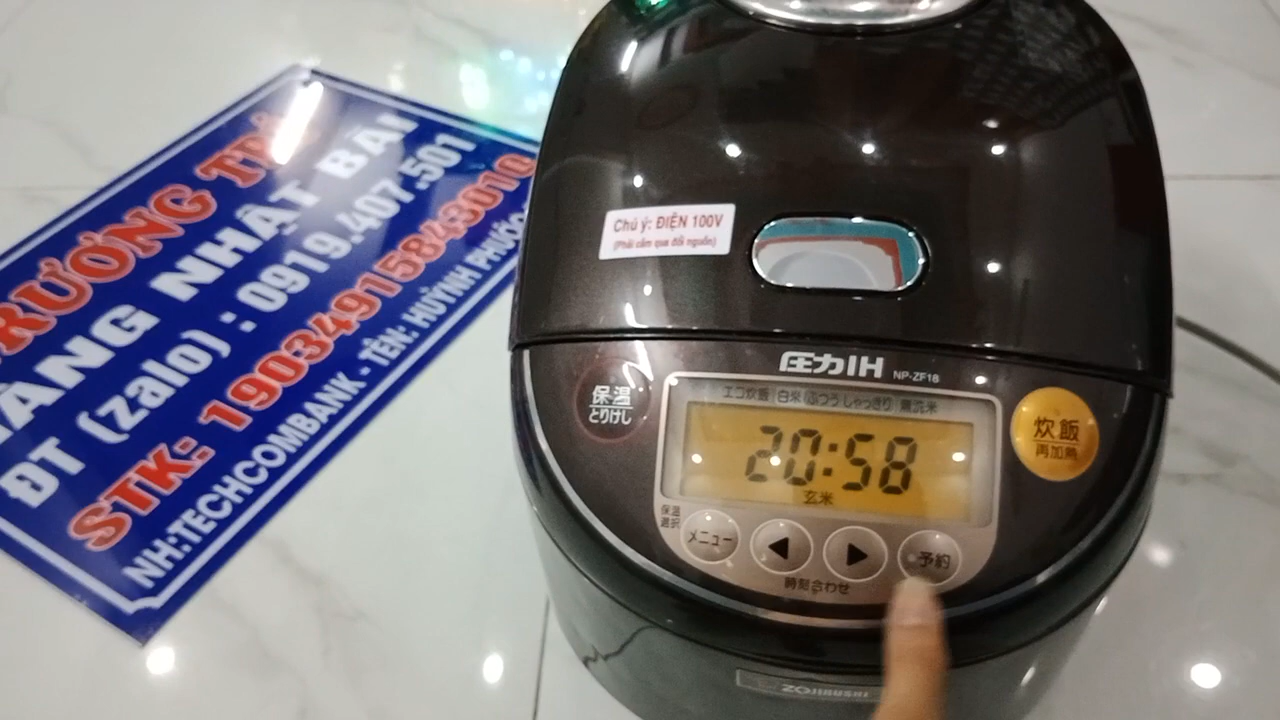 TRƯỜNG TRÍ
HÀNG NHẬT BÃI
ĐT (zalo) : 0919.407.501
STK: 19034915843010
NH:TECHCOMBANK - TÊN: HUỲNH PHƯỚC
Chú ý: ĐIỆN 100V
(Phải cắm qua đổi nguồn)
圧力IH NP-ZF18
保温
とりけし
エコ炊飯 白米 ふつう しゃっきり 無洗米
20:58
玄米
炊飯
再加熱
保温
選択
メニュー
予約
時刻合わせ
ZOJIRUSHI